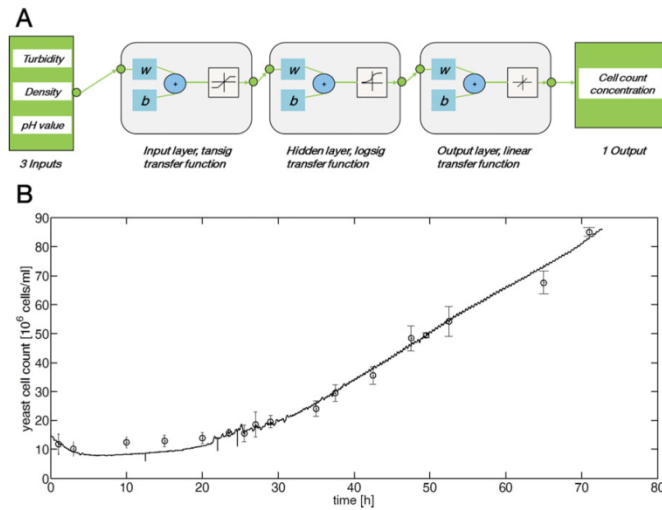 A
Turbidity
Density
pH value
3 Inputs
w
b
+
Input layer, tansig
transfer function
w
b
+
Hidden layer, logsig
transfer function
w
b
+
Output layer, linear
transfer function
Cell count
concentration
1 Output
B
yeast cell count [10⁶ cells/ml]
90
80
70
60
50
40
30
20
10
0
0 10 20 30 40 50 60 70 80
time [h]